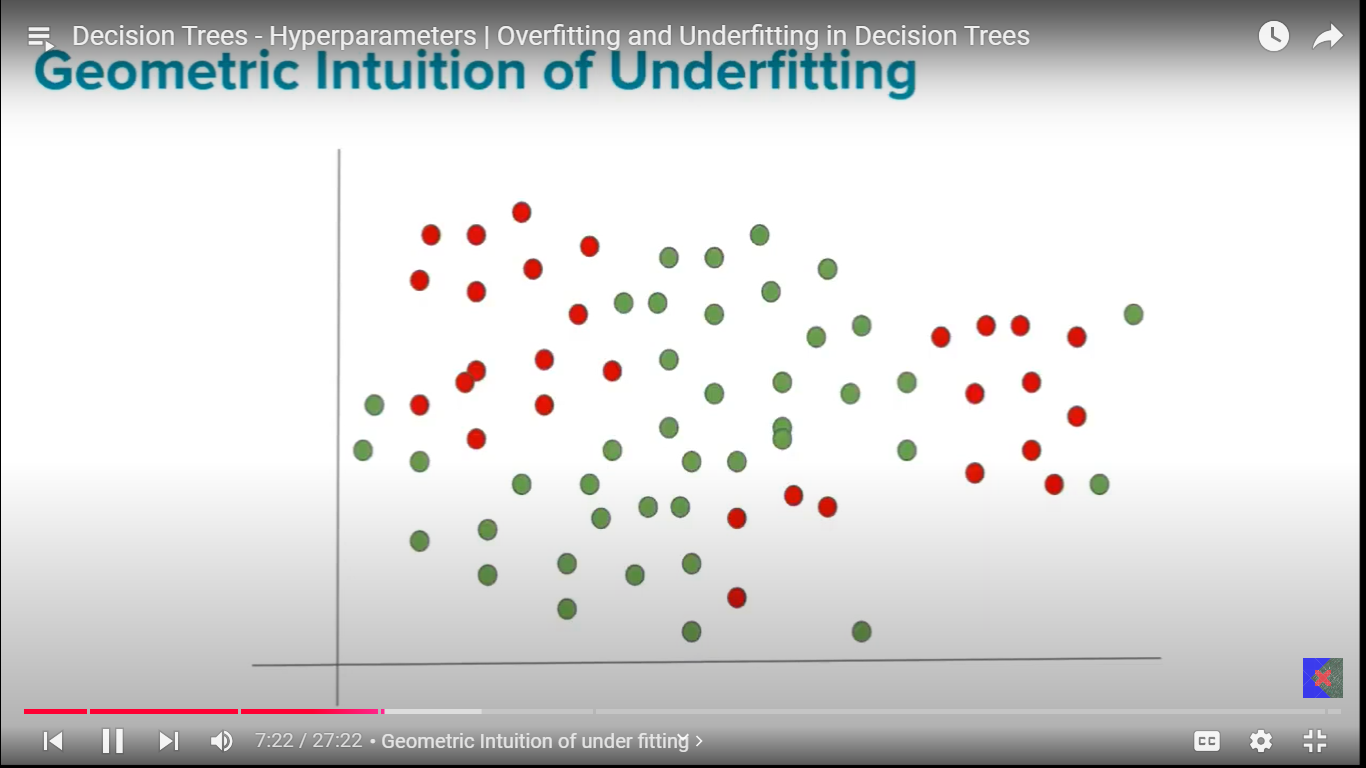 Decision Trees - Hyperparameters | Overfitting and Underfitting in Decision Trees
Geometric Intuition of Underfitting
7:22 / 27:22 • Geometric Intuition of under fitting
CC